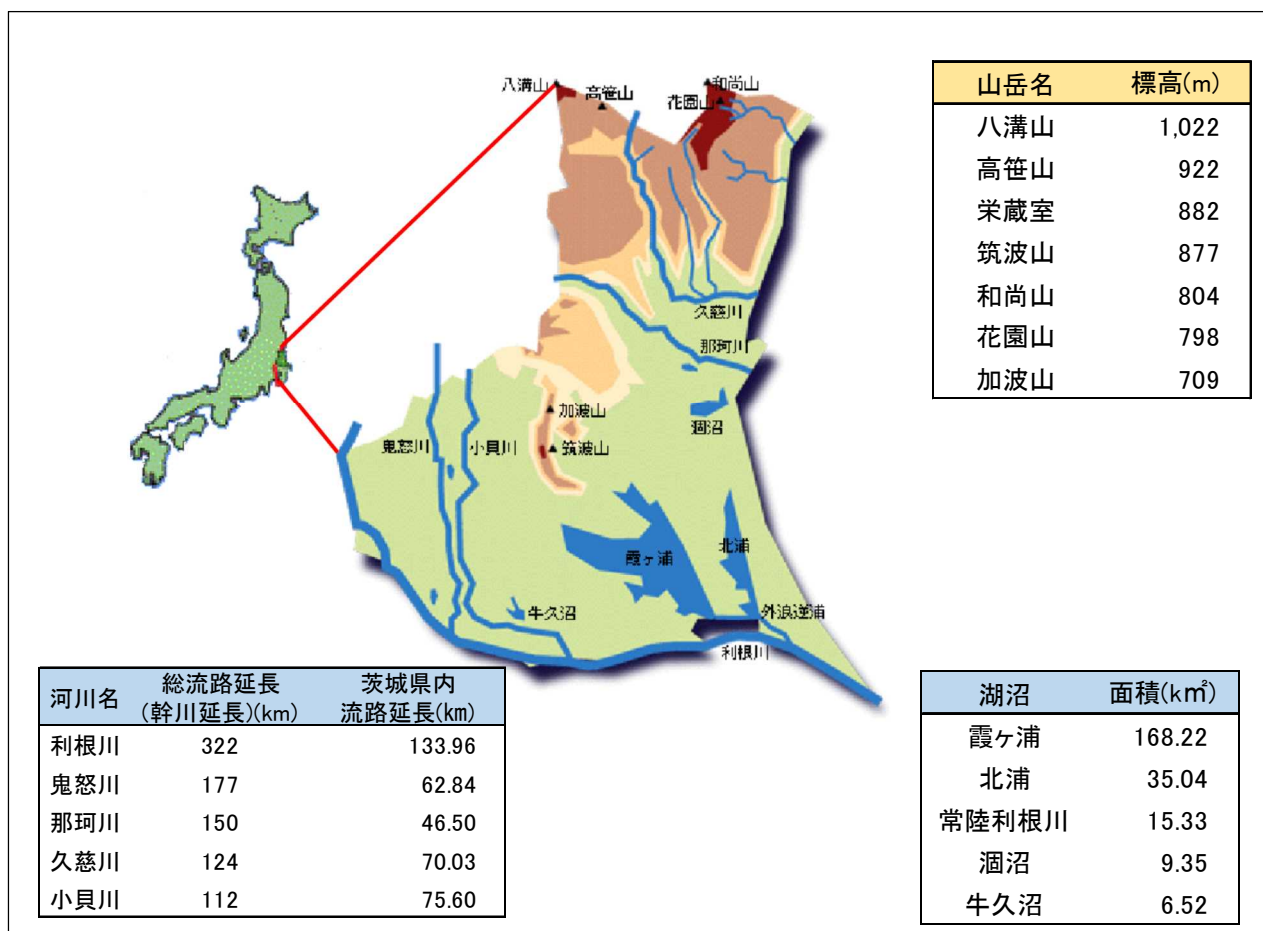 八溝山
高笹山
和尚山
花園山
久慈川
那珂川
加波山
涸沼
鬼怒川
小貝川
筑波山
霞ヶ浦
北浦
牛久沼
外浪逆浦
利根川
山岳名 標高(m)
八溝山 1,022
高笹山 922
栄蔵室 882
筑波山 877
和尚山 804
花園山 798
加波山 709
河川名 総流路延長 茨城県内
(幹川延長)(km) 流路延長(㎞)
利根川 322 133.96
鬼怒川 177 62.84
那珂川 150 46.50
久慈川 124 70.03
小貝川 112 75.60
湖沼 面積(k㎡)
霞ヶ浦 168.22
北浦 35.04
常陸利根川 15.33
涸沼 9.35
牛久沼 6.52